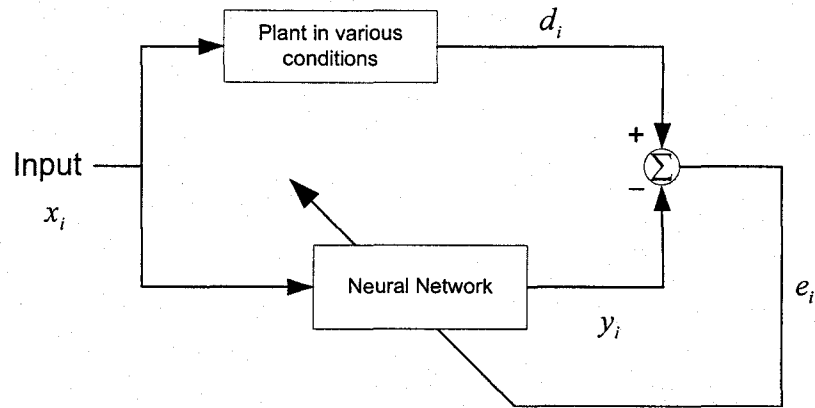 Plant in various
conditions
d_i
+
Σ
−
Input
x_i
Neural Network
y_i
e_i